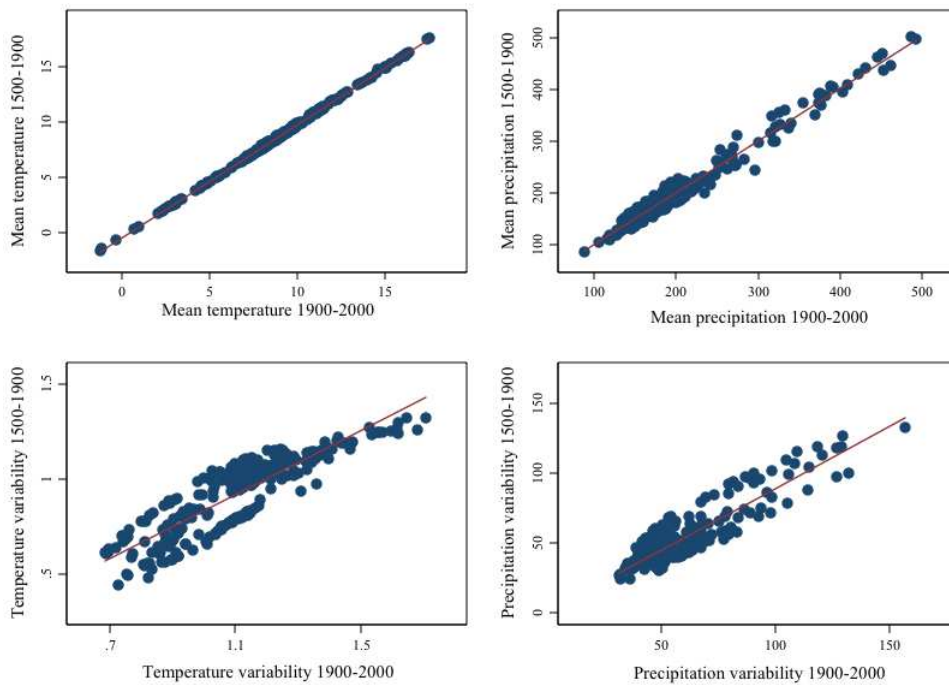 Mean temperature 1500-1900
15
10
5
0
0 5 10 15
Mean temperature 1900-2000
Mean precipitation 1500-1900
500
400
300
200
100
100 200 300 400 500
Mean precipitation 1900-2000
Temperature variability 1500-1900
1.5
1
.5
.7 1.1 1.5
Temperature variability 1900-2000
Precipitation variability 1500-1900
150
100
50
0
50 100 150
Precipitation variability 1900-2000